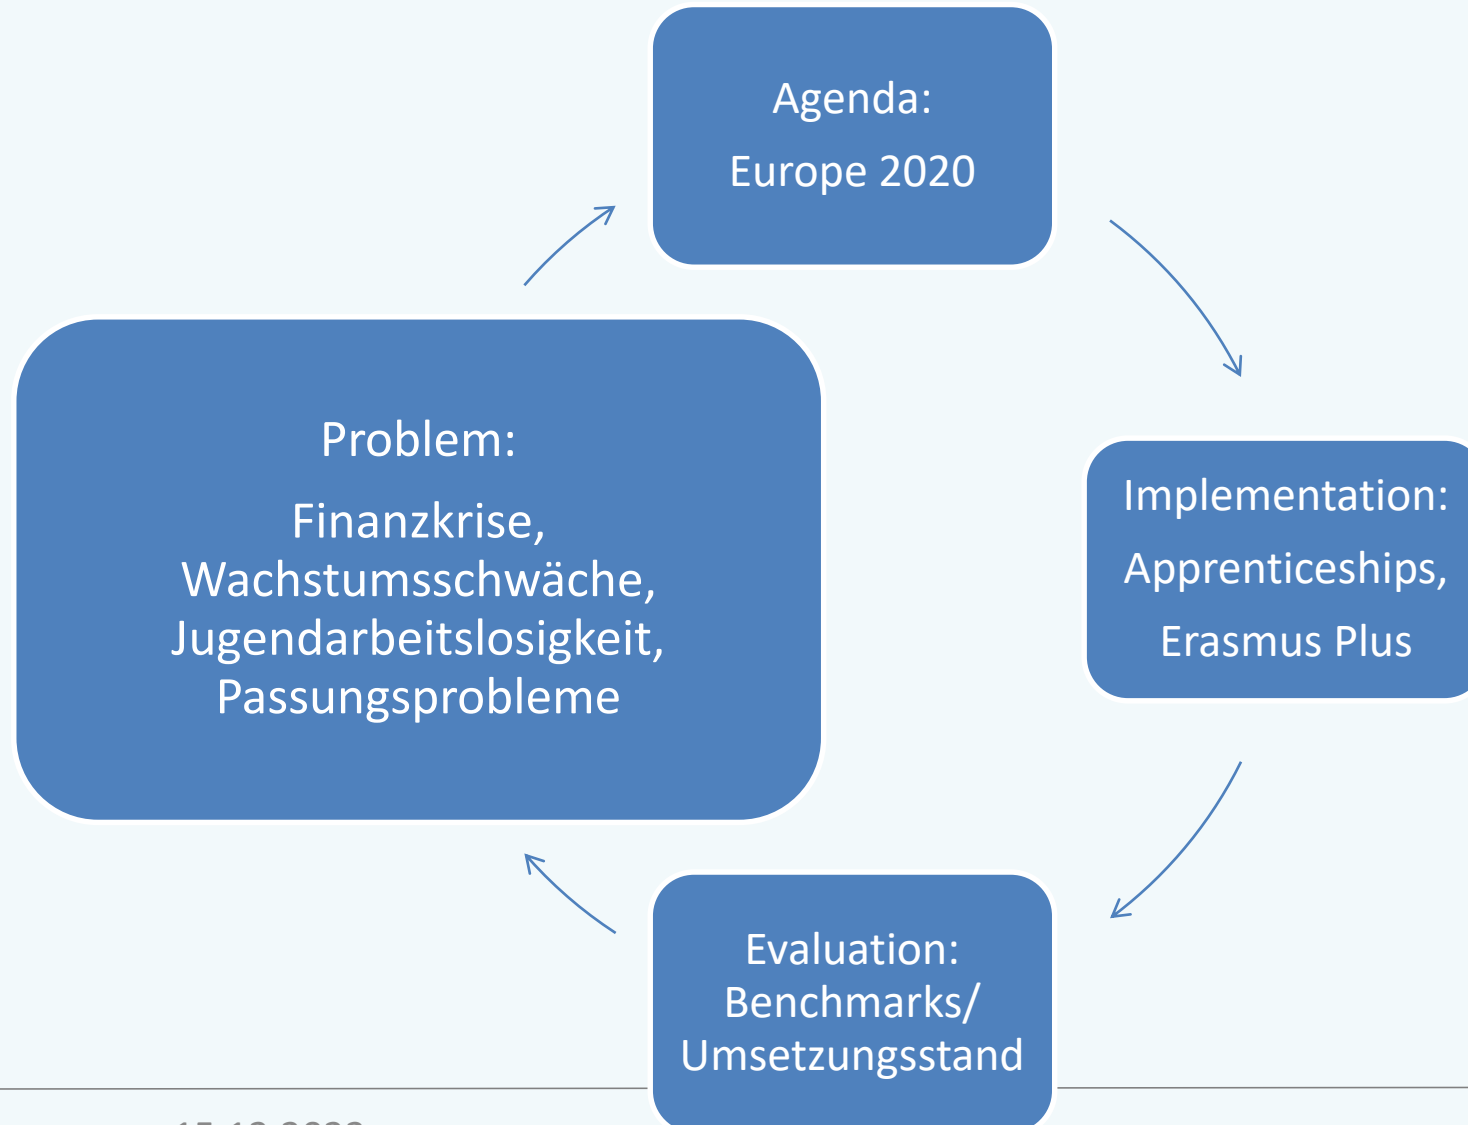 Agenda:
Europe 2020
Problem:
Finanzkrise,
Wachstumsschwäche,
Jugendarbeitslosigkeit,
Passungsprobleme
Implementation:
Apprenticeships,
Erasmus Plus
Evaluation:
Benchmarks/
Umsetzungsstand